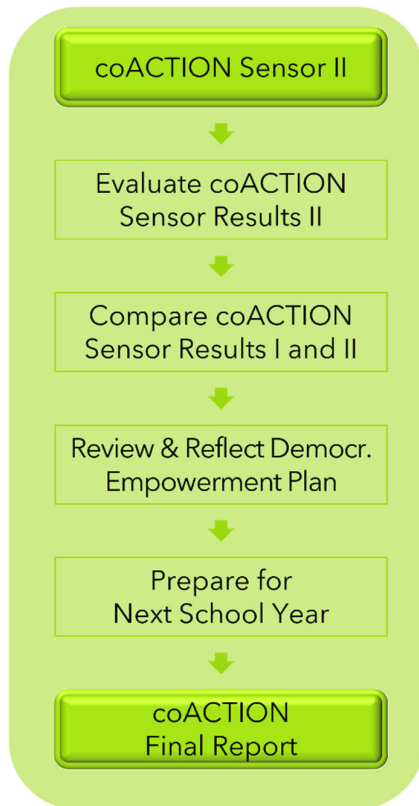 coACTION Sensor II
Evaluate coACTION
Sensor Results II
Compare coACTION
Sensor Results I and II
Review & Reflect Democr.
Empowerment Plan
Prepare for
Next School Year
coACTION
Final Report